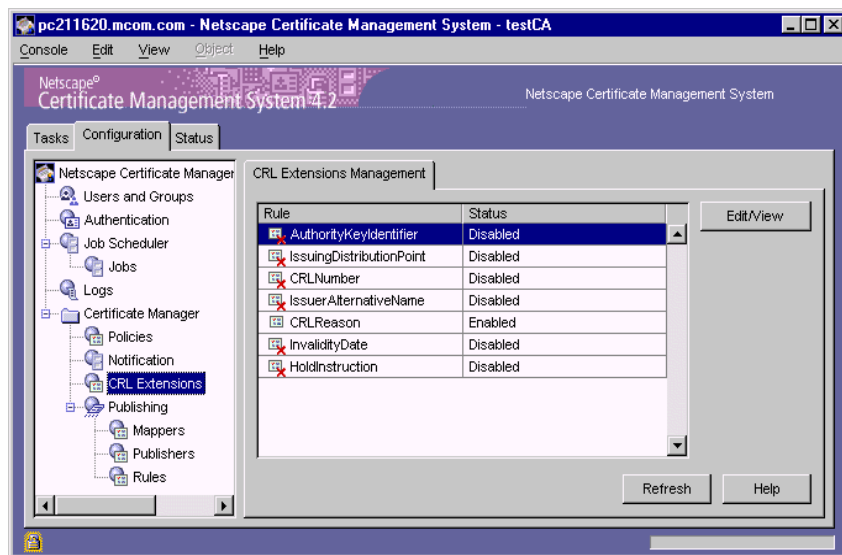 pc211620.mcom.com - Netscape Certificate Management System - testCA
Console Edit View Object Help
Netscape®
Certificate Management System 4.2
Netscape Certificate Management System
Tasks Configuration Status
Netscape Certificate Manager
Users and Groups
Authentication
Job Scheduler
Jobs
Logs
Certificate Manager
Policies
Notification
CRL Extensions
Publishing
Mappers
Publishers
Rules
CRL Extensions Management
Rule Status
AuthorityKeyIdentifier Disabled
IssuingDistributionPoint Disabled
CRLNumber Disabled
IssuerAlternativeName Disabled
CRLReason Enabled
InvalidityDate Disabled
HoldInstruction Disabled
Edit/View
Refresh Help